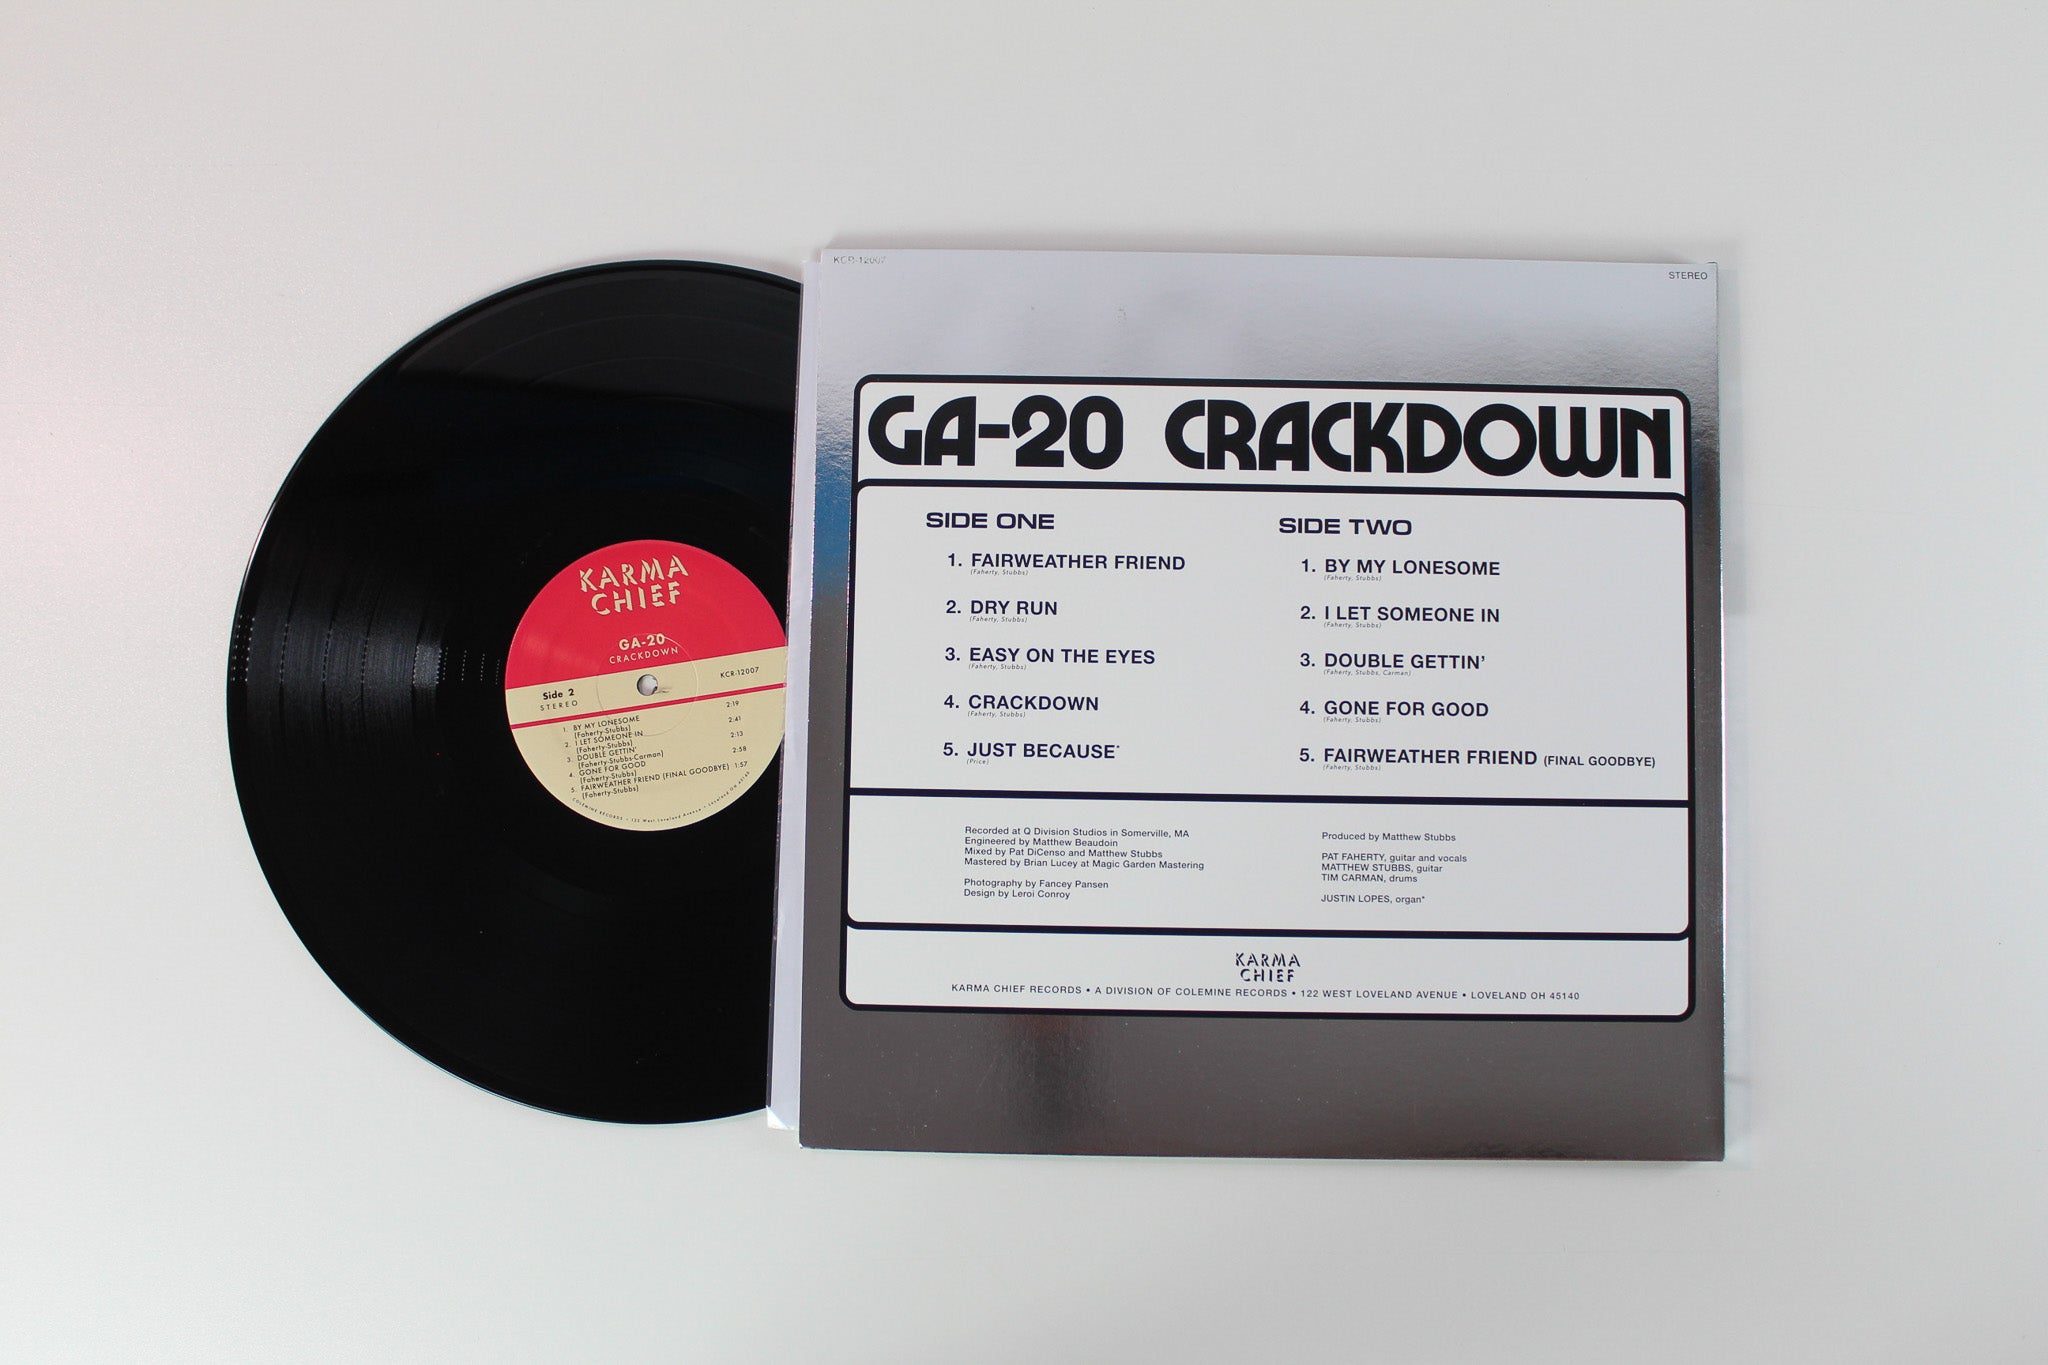 KARMA
CHIEF
GA-20
CRACKDOWN
KCR-12007
Side 2
STEREO
1. BY MY LONESOME 2:19
(Faherty-Stubbs)
2. I LET SOMEONE IN 2:41
(Faherty-Stubbs)
3. DOUBLE GETTIN' 2:13
(Faherty-Stubbs-Carman)
4. GONE FOR GOOD 2:58
(Faherty-Stubbs)
5. FAIRWEATHER FRIEND (FINAL GOODBYE) 1:57
(Faherty-Stubbs)
COLEMINE RECORDS • 122 West Loveland Avenue • Loveland OH 45140
KCR-12007
STEREO
GA-20 CRACKDOWN
SIDE ONE
1. FAIRWEATHER FRIEND
(Faherty, Stubbs)
2. DRY RUN
(Faherty, Stubbs)
3. EASY ON THE EYES
(Faherty, Stubbs)
4. CRACKDOWN
(Faherty, Stubbs)
5. JUST BECAUSE*
(Price)
SIDE TWO
1. BY MY LONESOME
(Faherty, Stubbs)
2. I LET SOMEONE IN
(Faherty, Stubbs)
3. DOUBLE GETTIN'
(Faherty, Stubbs, Carman)
4. GONE FOR GOOD
(Faherty, Stubbs)
5. FAIRWEATHER FRIEND (FINAL GOODBYE)
(Faherty, Stubbs)
Recorded at Q Division Studios in Somerville, MA
Engineered by Matthew Beaudoin
Mixed by Pat DiCenso and Matthew Stubbs
Mastered by Brian Lucey at Magic Garden Mastering
Photography by Fancey Pansen
Design by Leroi Conroy
Produced by Matthew Stubbs
PAT FAHERTY, guitar and vocals
MATTHEW STUBBS, guitar
TIM CARMAN, drums
JUSTIN LOPES, organ*
KARMA
CHIEF
KARMA CHIEF RECORDS • A DIVISION OF COLEMINE RECORDS • 122 WEST LOVELAND AVENUE • LOVELAND OH 45140